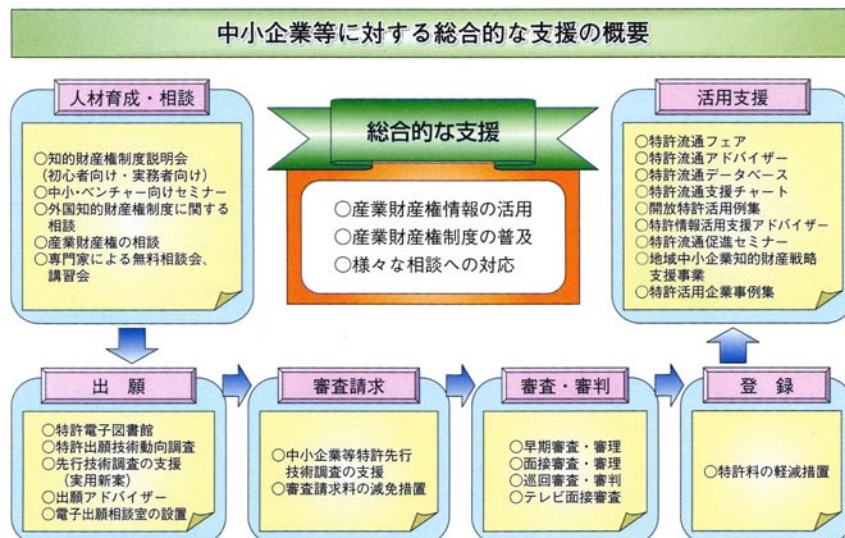 中小企業等に対する総合的な支援の概要
人材育成・相談
○知的財産権制度説明会
(初心者向け・実務者向け)
○中小・ベンチャー向けセミナー
○外国知的財産権制度に関する
相談
○産業財産権の相談
○専門家による無料相談会、
講習会
総合的な支援
○産業財産権情報の活用
○産業財産権制度の普及
○様々な相談への対応
活用支援
○特許流通フェア
○特許流通アドバイザー
○特許流通データベース
○特許流通支援チャート
○開放特許活用例集
○特許情報活用支援アドバイザー
○特許流通促進セミナー
○地域中小企業知的財産戦略
支援事業
○特許活用企業事例集
出　願
○特許電子図書館
○特許出願技術動向調査
○先行技術調査の支援
(実用新案)
○出願アドバイザー
○電子出願相談室の設置
審査請求
○中小企業等特許先行
技術調査の支援
○審査請求料の減免措置
審査・審判
○早期審査・審理
○面接審査・審理
○巡回審査・審判
○テレビ面接審査
登　録
○特許料の軽減措置